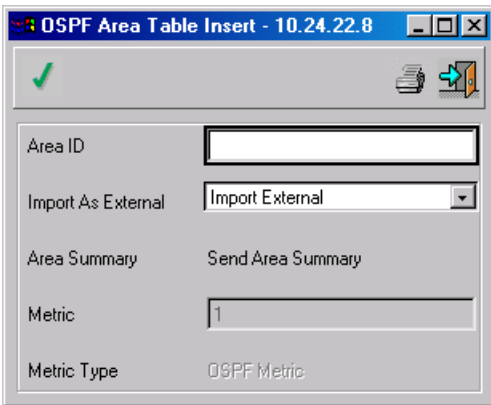 OSPF Area Table Insert - 10.24.22.8
Area ID
Import As External Import External
Area Summary Send Area Summary
Metric 1
Metric Type OSPF Metric